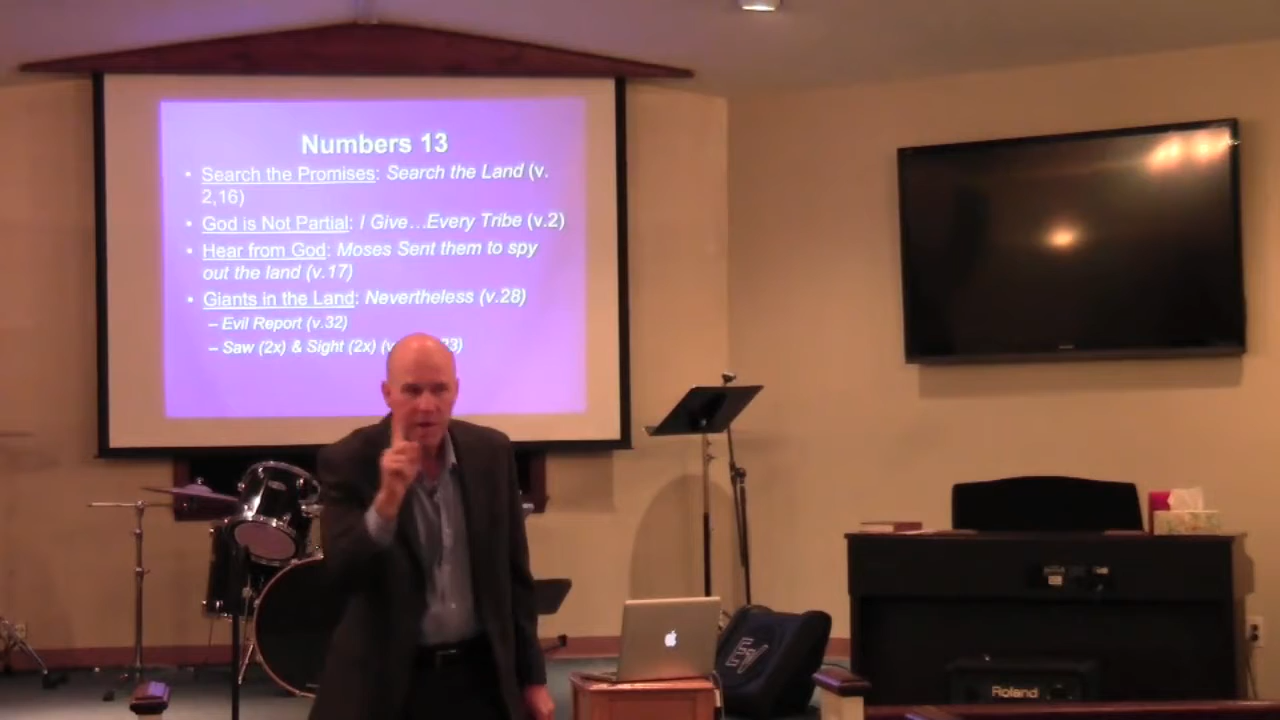 Numbers 13
• Search the Promises: Search the Land (v.
2,16)
• God is Not Partial: I Give...Every Tribe (v.2)
• Hear from God: Moses Sent them to spy
out the land (v.17)
• Giants in the Land: Nevertheless (v.28)
– Evil Report (v.32)
– Saw (2x) & Sight (2x)
Roland